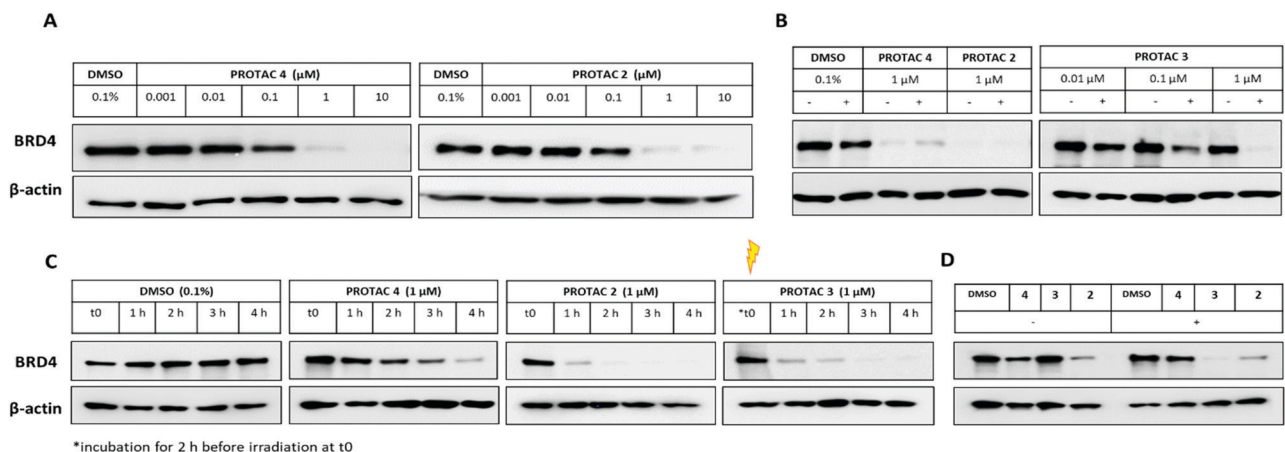 A
DMSO PROTAC 4 (μM) DMSO PROTAC 2 (μM)
0.1% 0.001 0.01 0.1 1 10 0.1% 0.001 0.01 0.1 1 10
BRD4
β-actin
B
DMSO PROTAC 4 PROTAC 2 PROTAC 3
0.1% 1 μM 1 μM 0.01 μM 0.1 μM 1 μM
- + - + - + - + - + - +
C
DMSO (0.1%) PROTAC 4 (1 μM) PROTAC 2 (1 μM) PROTAC 3 (1 μM)
t0 1 h 2 h 3 h 4 h t0 1 h 2 h 3 h 4 h t0 1 h 2 h 3 h 4 h *t0 1 h 2 h 3 h 4 h
BRD4
β-actin
*incubation for 2 h before irradiation at t0
D
DMSO 4 3 2 DMSO 4 3 2
- +